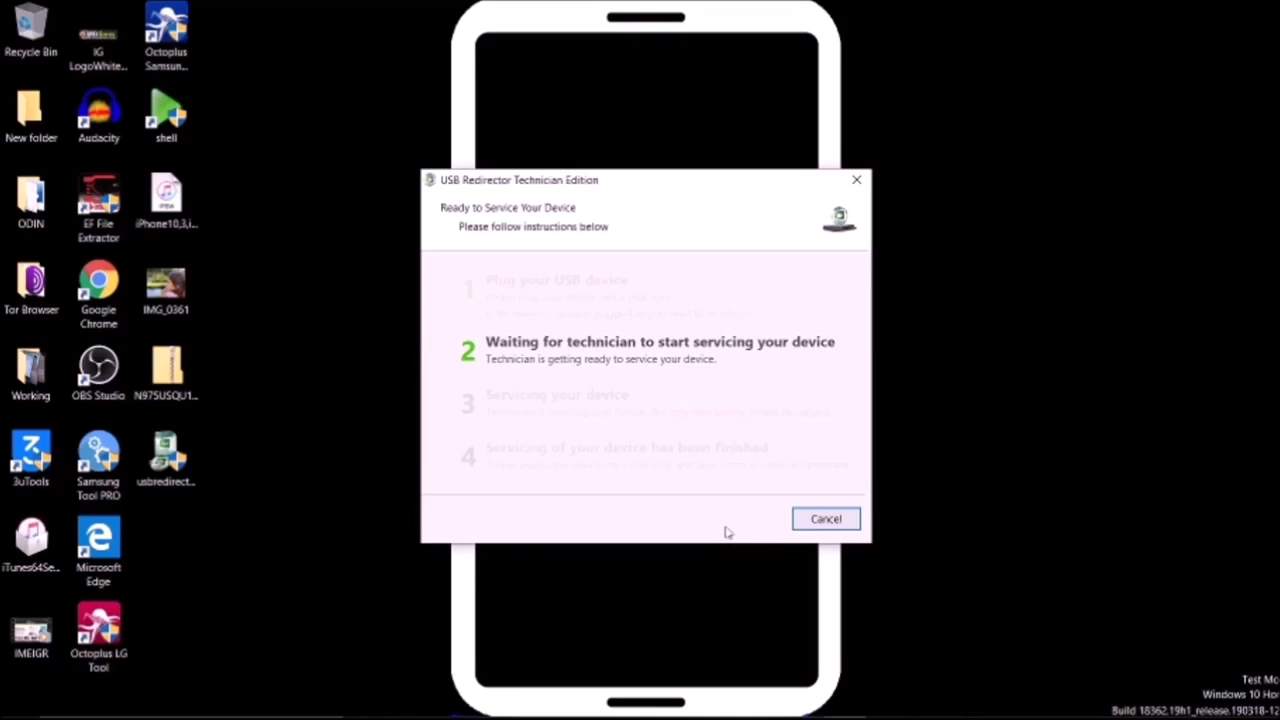 Recycle Bin
IG
LogoWhite...
Octoplus
Samsun...
New folder
Audacity
shell
ODIN
EF File
Extractor
iPhone10,3,i...
Tor Browser
Google
Chrome
IMG_0361
Working
OBS Studio
N975USQU1...
3uTools
Samsung
Tool PRO
usbredirect...
iTunes64Se...
Microsoft
Edge
IMEIGR
Octoplus LG
Tool
USB Redirector Technician Edition
Ready to Service Your Device
Please follow instructions below
1 Plug your USB device
2 Waiting for technician to start servicing your device
Technician is getting ready to service your device.
3 Servicing your device
4 Servicing of your device has been finished
Cancel
Test Mo
Windows 10 Ho
Build 18362.19h1_release.190318-12